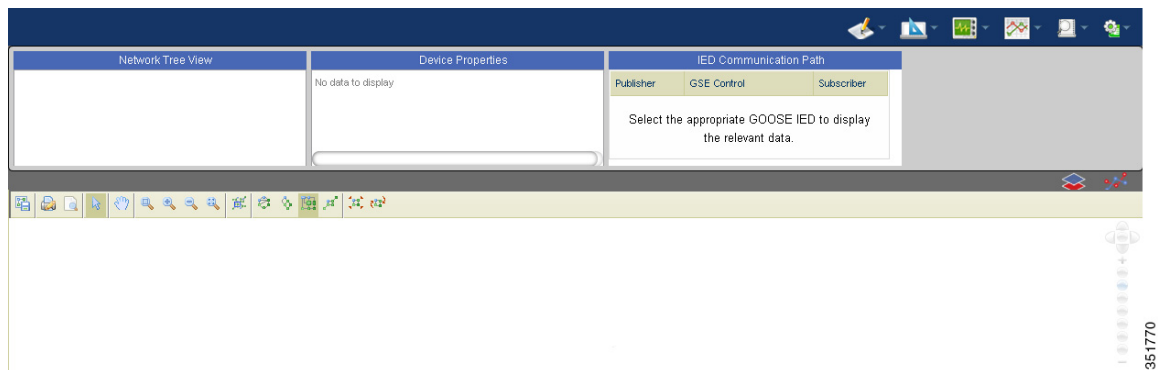 Network Tree View
Device Properties
IED Communication Path
No data to display
Publisher GSE Control Subscriber
Select the appropriate GOOSE IED to display
the relevant data.
351770